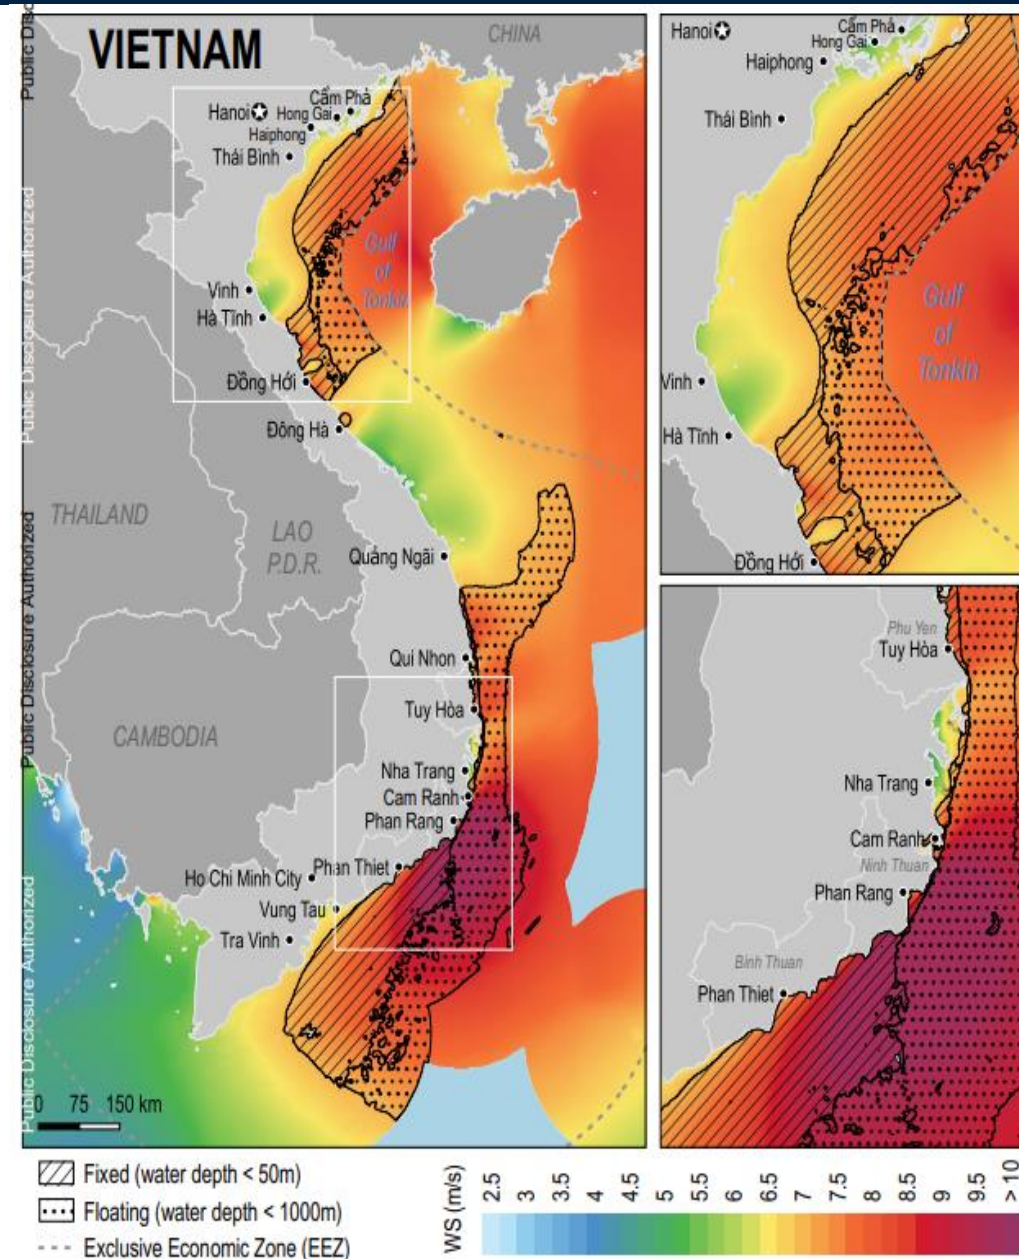 Public Disclosure Authorized
Public Disclosure Authorized
Public Disclosure Authorized
Public Disc
VIETNAM
CHINA
Hanoi
Cẩm Phả
Hong Gai
Haiphong
Thái Bình
Gulf
of
Tonkin
Vinh
Hà Tĩnh
Đồng Hới
Đông Hà
THAILAND
LAO
P.D.R.
Quảng Ngãi
Qui Nhon
Tuy Hòa
CAMBODIA
Nha Trang
Cam Ranh
Phan Rang
Phan Thiet
Ho Chi Minh City
Vung Tau
Tra Vinh
0 75 150 km
Hanoi
Cẩm Phả
Hong Gai
Haiphong
Thái Bình
Gulf
of
Tonkin
Vinh
Hà Tĩnh
Đồng Hới
Phu Yen
Tuy Hòa
Nha Trang
Cam Ranh
Ninh Thuan
Phan Rang
Binh Thuan
Phan Thiet
Fixed (water depth < 50m)
Floating (water depth < 1000m)
Exclusive Economic Zone (EEZ)
WS (m/s)
2.5 3 3.5 4 4.5 5 5.5 6 6.5 7 7.5 8 8.5 9 9.5 >10